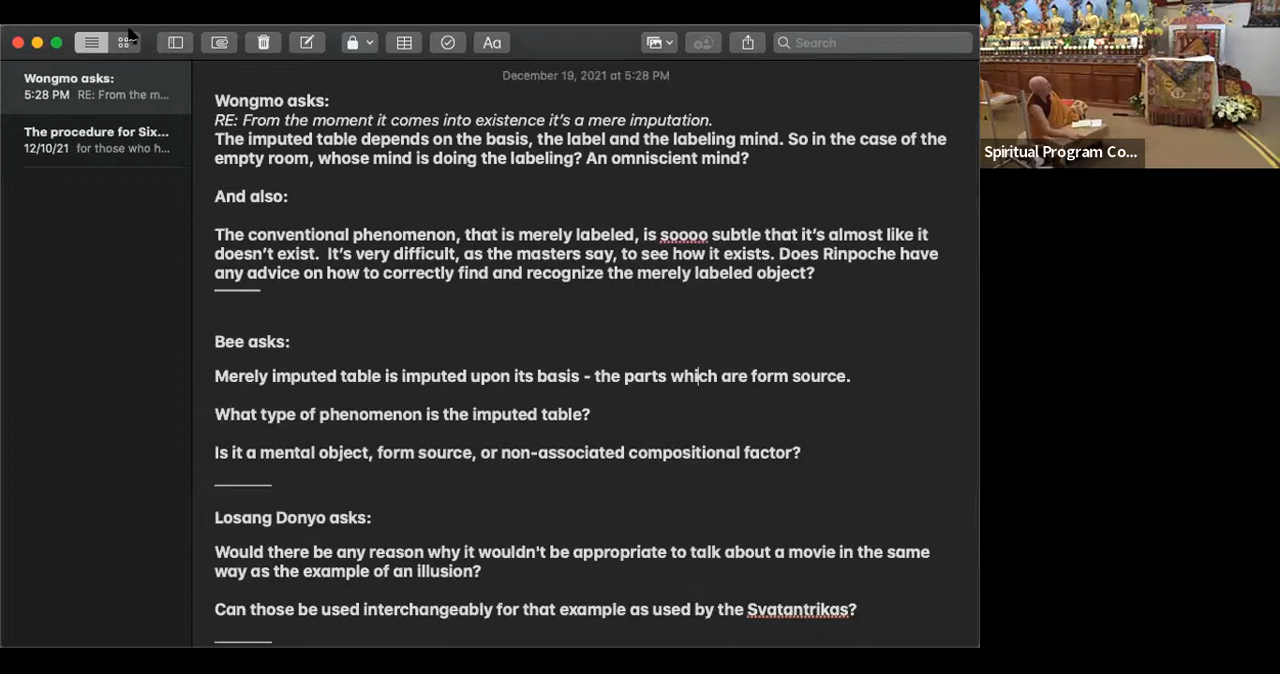 Aa
Search
Wongmo asks:
5:28 PM RE: From the m...
The procedure for Six...
12/10/21 for those who h...
December 19, 2021 at 5:28 PM
Wongmo asks:
RE: From the moment it comes into existence it's a mere imputation.
The imputed table depends on the basis, the label and the labeling mind. So in the case of the
empty room, whose mind is doing the labeling? An omniscient mind?
And also:
The conventional phenomenon, that is merely labeled, is soooo subtle that it's almost like it
doesn't exist.  It's very difficult, as the masters say, to see how it exists. Does Rinpoche have
any advice on how to correctly find and recognize the merely labeled object?
Bee asks:
Merely imputed table is imputed upon its basis - the parts which are form source.
What type of phenomenon is the imputed table?
Is it a mental object, form source, or non-associated compositional factor?
Losang Donyo asks:
Would there be any reason why it wouldn't be appropriate to talk about a movie in the same
way as the example of an illusion?
Can those be used interchangeably for that example as used by the Svatantrikas?
Spiritual Program Co...